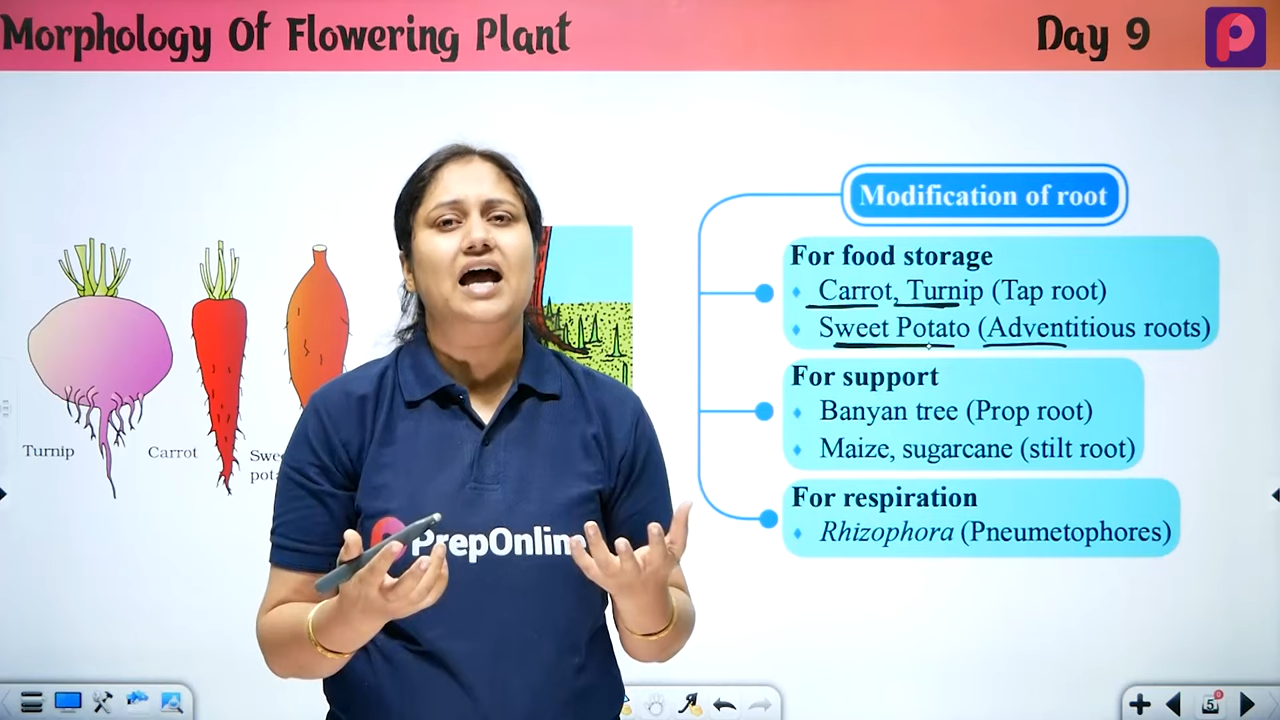 Morphology Of Flowering Plant
Day 9
Modification of root
For food storage
Carrot, Turnip (Tap root)
Sweet Potato (Adventitious roots)
For support
Banyan tree (Prop root)
Maize, sugarcane (stilt root)
For respiration
Rhizophora (Pneumetophores)
Turnip
Carrot
PrepOnline
5